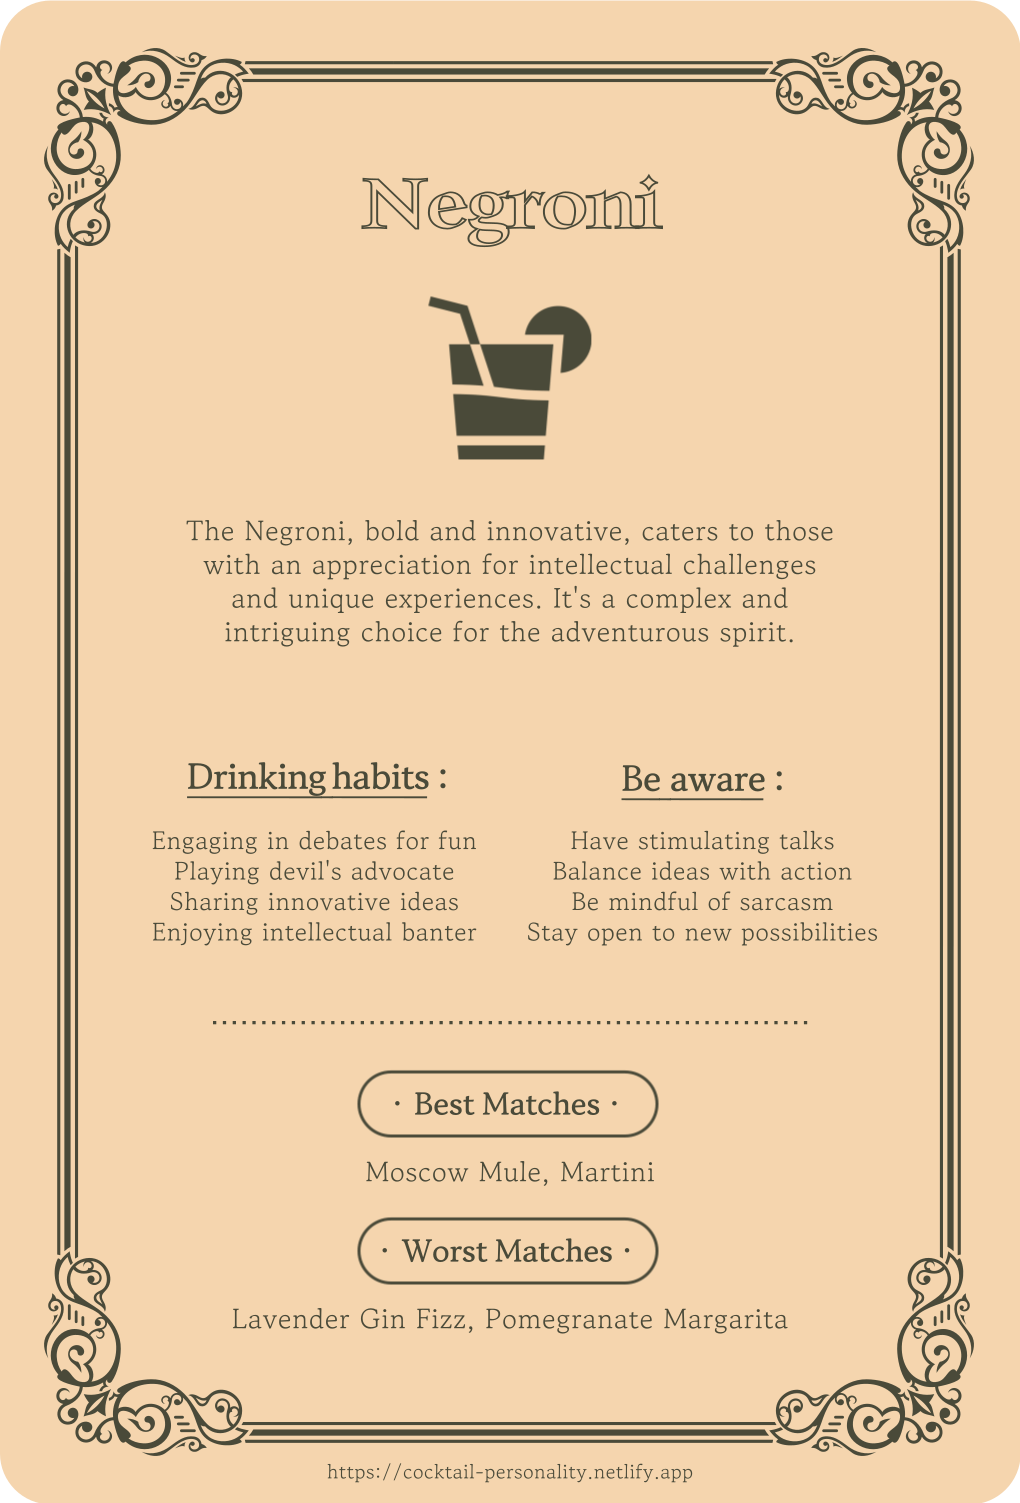 Negroni
The Negroni, bold and innovative, caters to those
with an appreciation for intellectual challenges
and unique experiences. It's a complex and
intriguing choice for the adventurous spirit.
Drinking habits :
Engaging in debates for fun
Playing devil's advocate
Sharing innovative ideas
Enjoying intellectual banter
Be aware :
Have stimulating talks
Balance ideas with action
Be mindful of sarcasm
Stay open to new possibilities
· Best Matches ·
Moscow Mule, Martini
· Worst Matches ·
Lavender Gin Fizz, Pomegranate Margarita
https://cocktail-personality.netlify.app